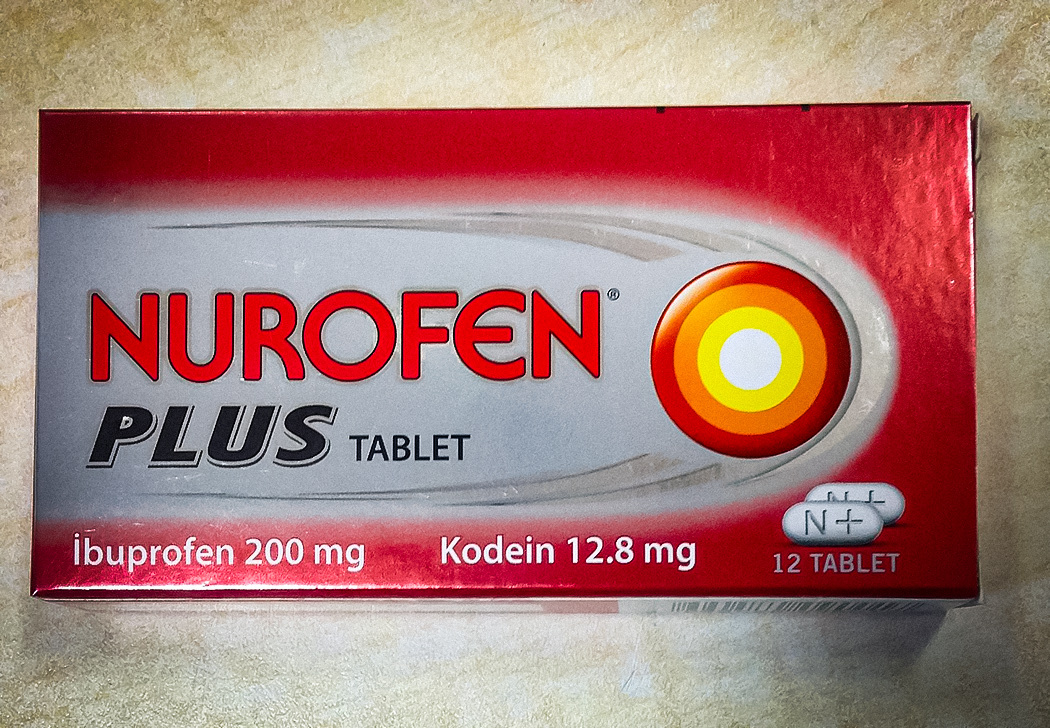 NUROFEN®
PLUS TABLET
İbuprofen 200 mg Kodein 12.8 mg
N+
N+
12 TABLET